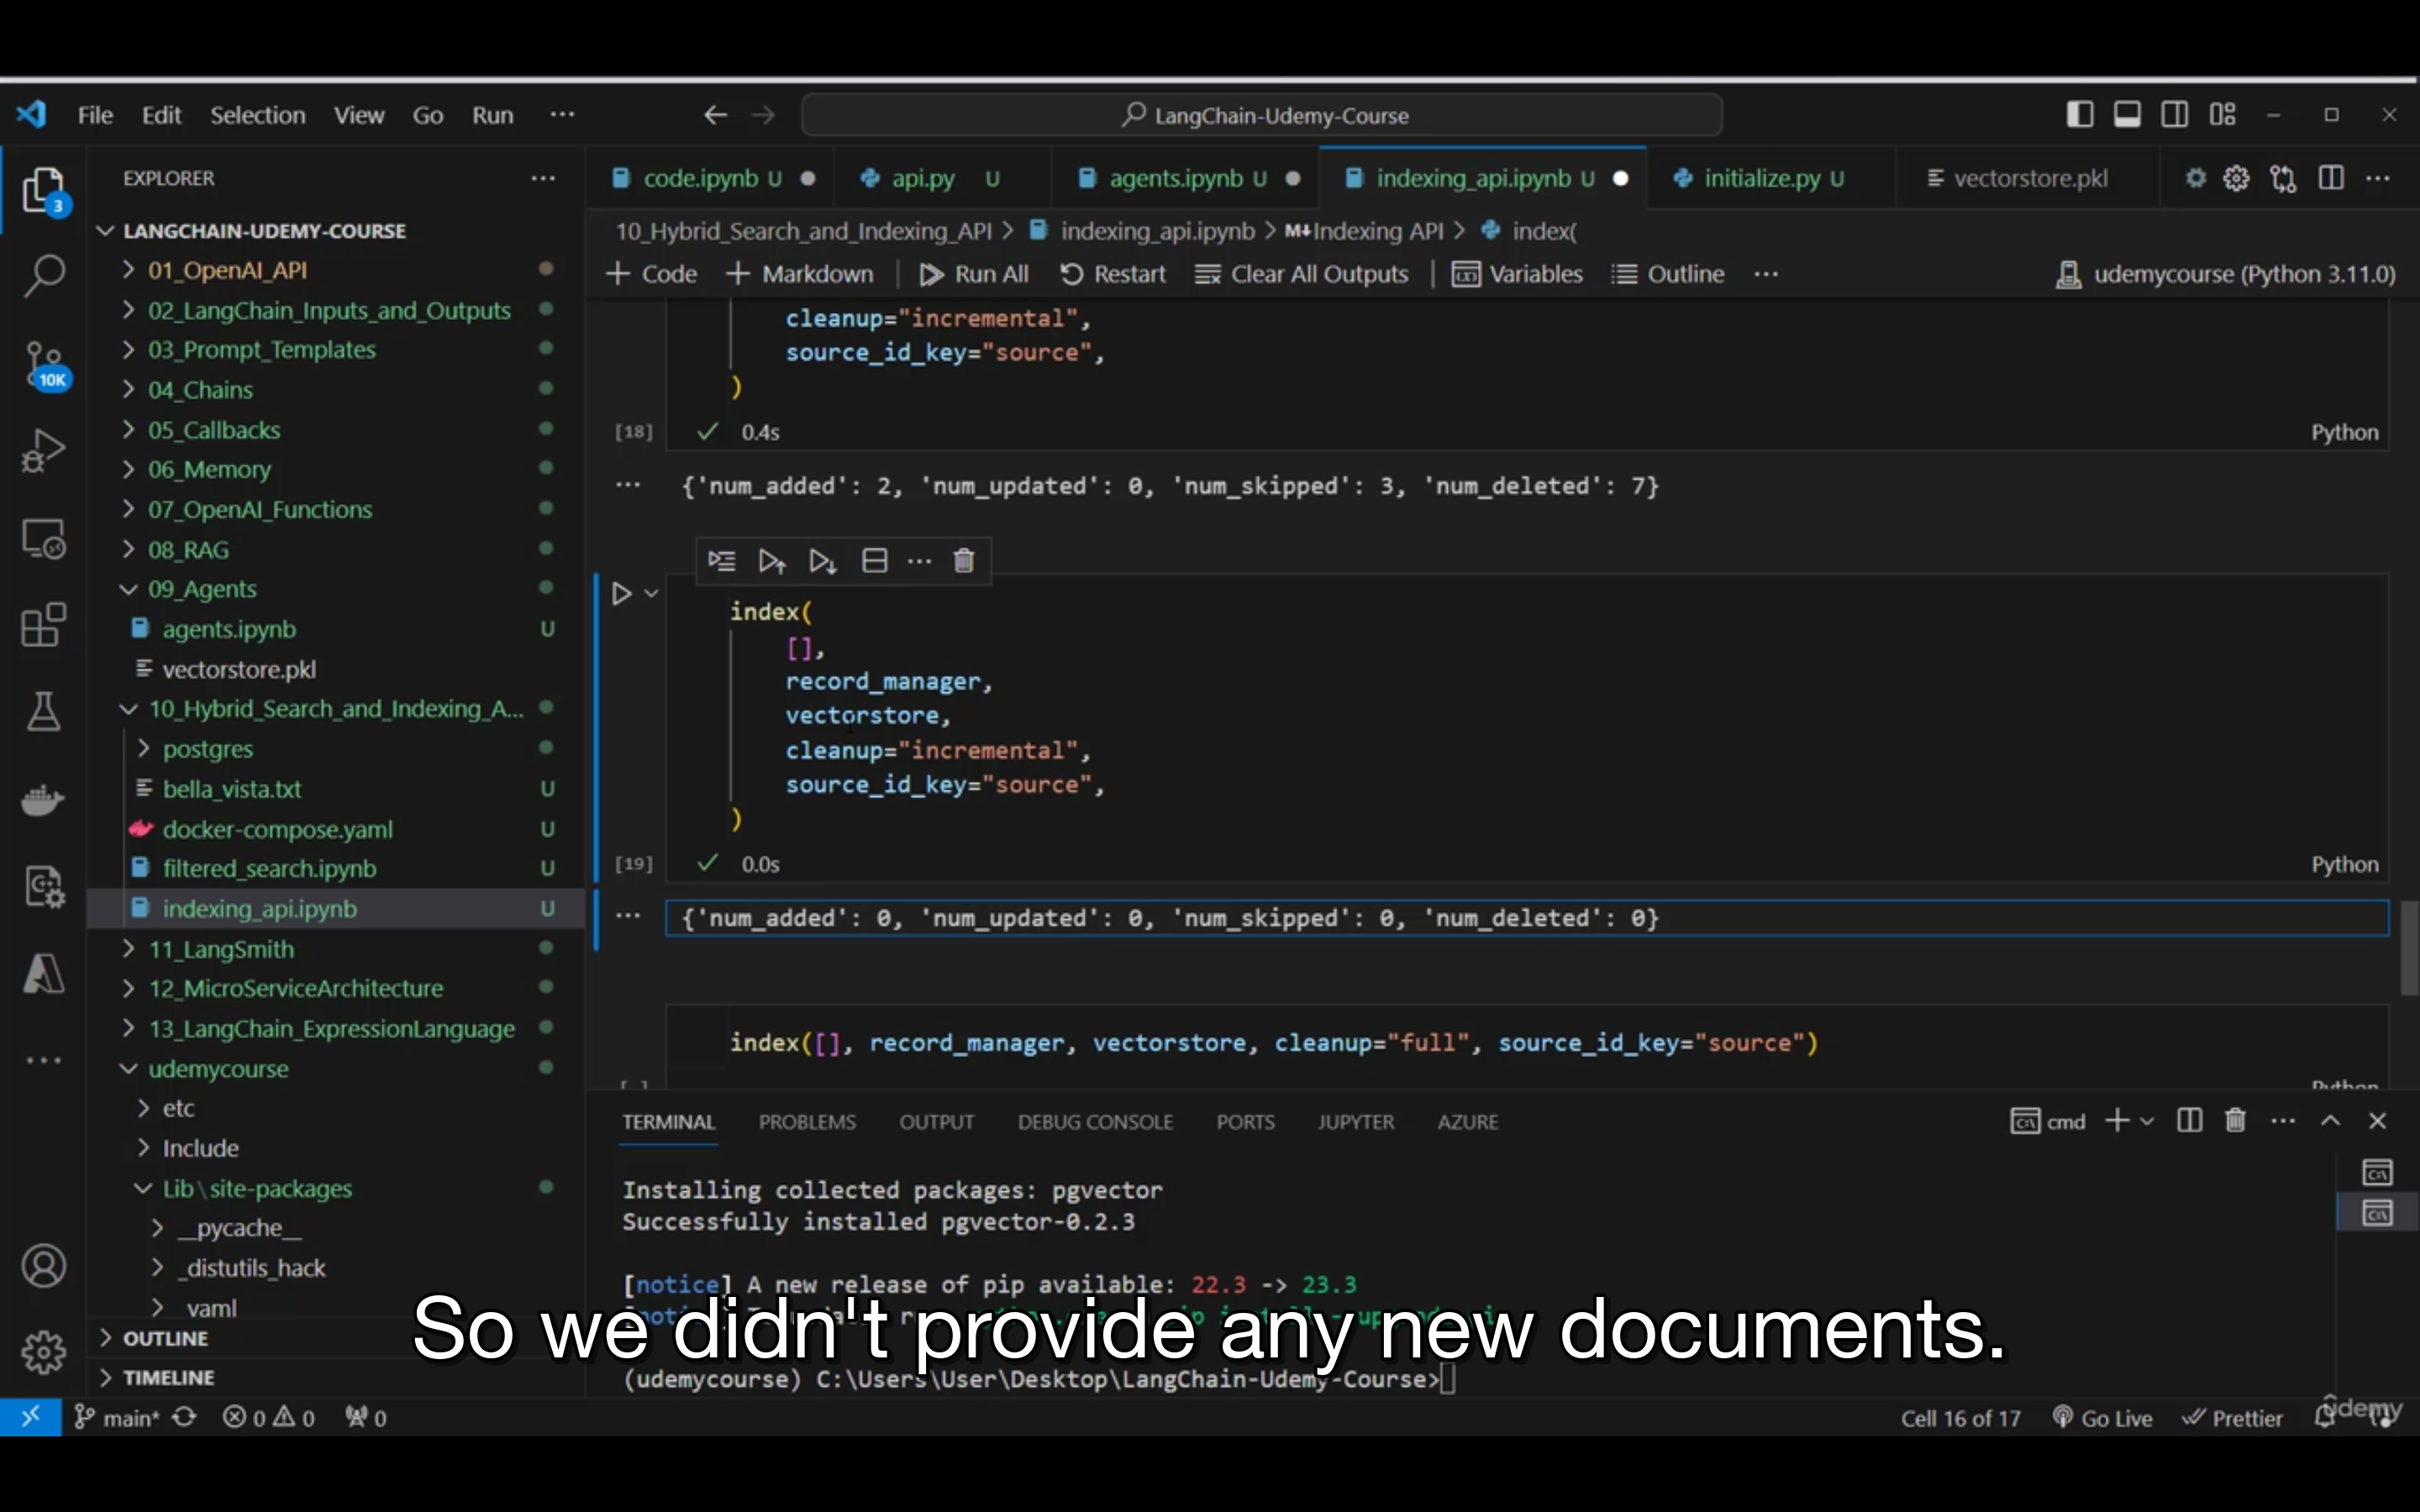 File Edit Selection View Go Run ...
LangChain-Udemy-Course
EXPLORER
3
10K
LANGCHAIN-UDEMY-COURSE
01_OpenAI_API
02_LangChain_Inputs_and_Outputs
03_Prompt_Templates
04_Chains
05_Callbacks
06_Memory
07_OpenAI_Functions
08_RAG
09_Agents
agents.ipynb U
vectorstore.pkl
10_Hybrid_Search_and_Indexing_A...
postgres
bella_vista.txt U
docker-compose.yaml U
filtered_search.ipynb U
indexing_api.ipynb U
11_LangSmith
12_MicroServiceArchitecture
13_LangChain_ExpressionLanguage
udemycourse
etc
Include
Lib\site-packages
__pycache__
_distutils_hack
yaml
OUTLINE
TIMELINE
code.ipynb U api.py U agents.ipynb U indexing_api.ipynb U initialize.py U vectorstore.pkl
10_Hybrid_Search_and_Indexing_API > indexing_api.ipynb > M↓Indexing API > index(
+ Code + Markdown | Run All Restart Clear All Outputs | Variables Outline ... udemycourse (Python 3.11.0)
cleanup="incremental",
source_id_key="source",
)
[18] ✓ 0.4s Python
{'num_added': 2, 'num_updated': 0, 'num_skipped': 3, 'num_deleted': 7}
index(
[],
record_manager,
vectorstore,
cleanup="incremental",
source_id_key="source",
)
[19] ✓ 0.0s Python
{'num_added': 0, 'num_updated': 0, 'num_skipped': 0, 'num_deleted': 0}
index([], record_manager, vectorstore, cleanup="full", source_id_key="source")
[ ] Python
TERMINAL PROBLEMS OUTPUT DEBUG CONSOLE PORTS JUPYTER AZURE cmd
Installing collected packages: pgvector
Successfully installed pgvector-0.2.3
[notice] A new release of pip available: 22.3 -> 23.3
So we didn't provide any new documents.
(udemycourse) C:\Users\User\Desktop\LangChain-Udemy-Course>
main* 0 0 0 Cell 16 of 17 Go Live Prettier
udemy